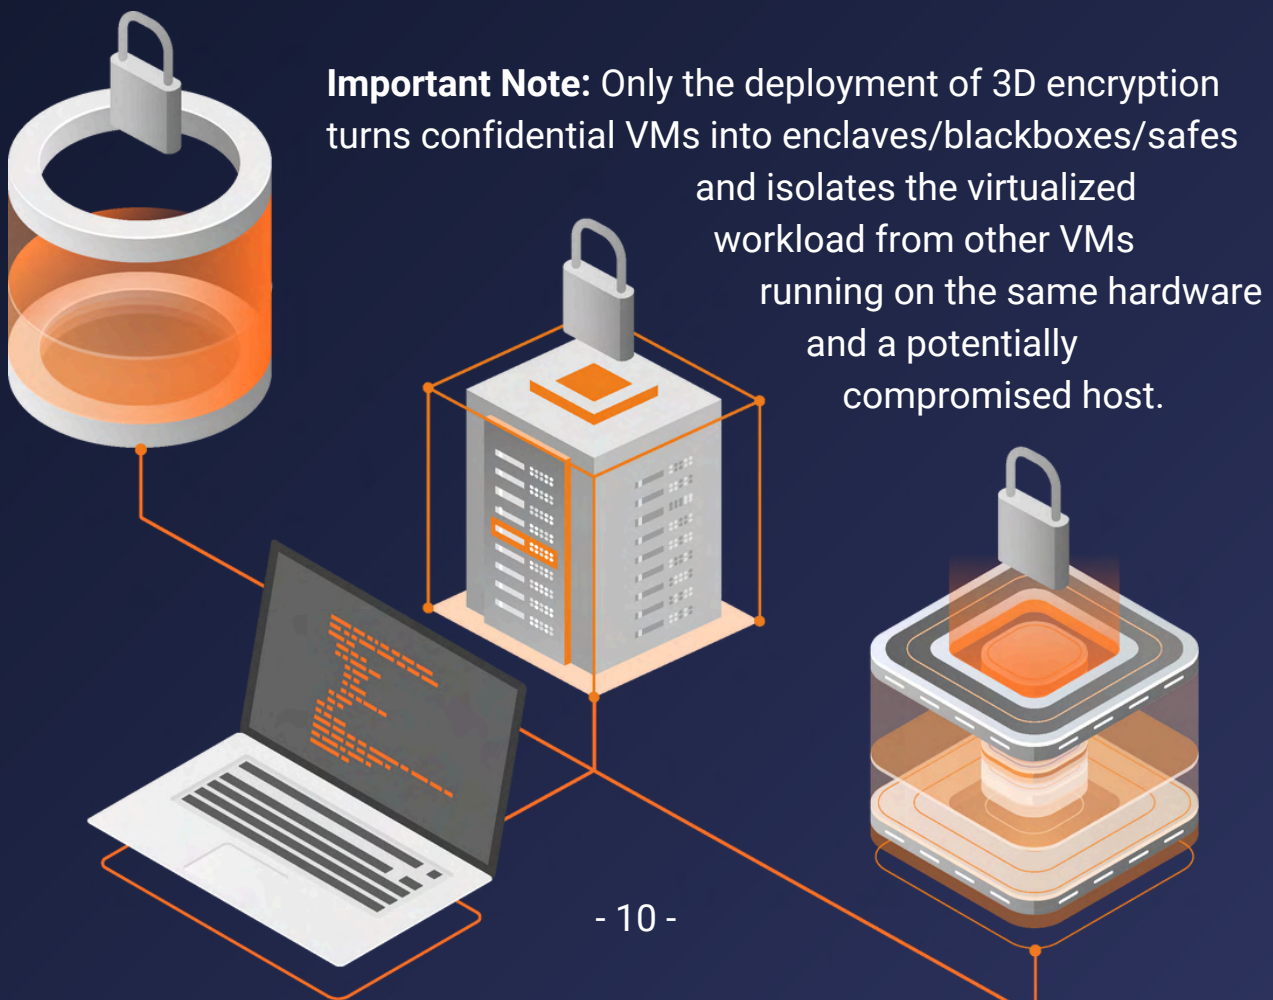 Important Note: Only the deployment of 3D encryption
turns confidential VMs into enclaves/blackboxes/safes
and isolates the virtualized
workload from other VMs
running on the same hardware
and a potentially
compromised host.
- 10 -